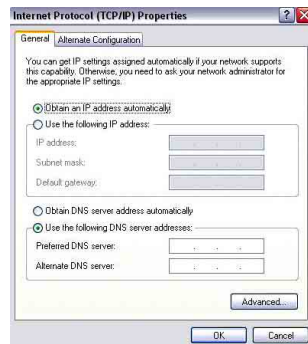 Internet Protocol (TCP/IP) Properties
General
Alternate Configuration
You can get IP settings assigned automatically if your network supports
this capability. Otherwise, you need to ask your network administrator for
the appropriate IP settings.
Obtain an IP address automatically
Use the following IP address:
IP address:
Subnet mask:
Default gateway:
Obtain DNS server address automatically
Use the following DNS server addresses:
Preferred DNS server:
Alternate DNS server:
Advanced...
OK
Cancel